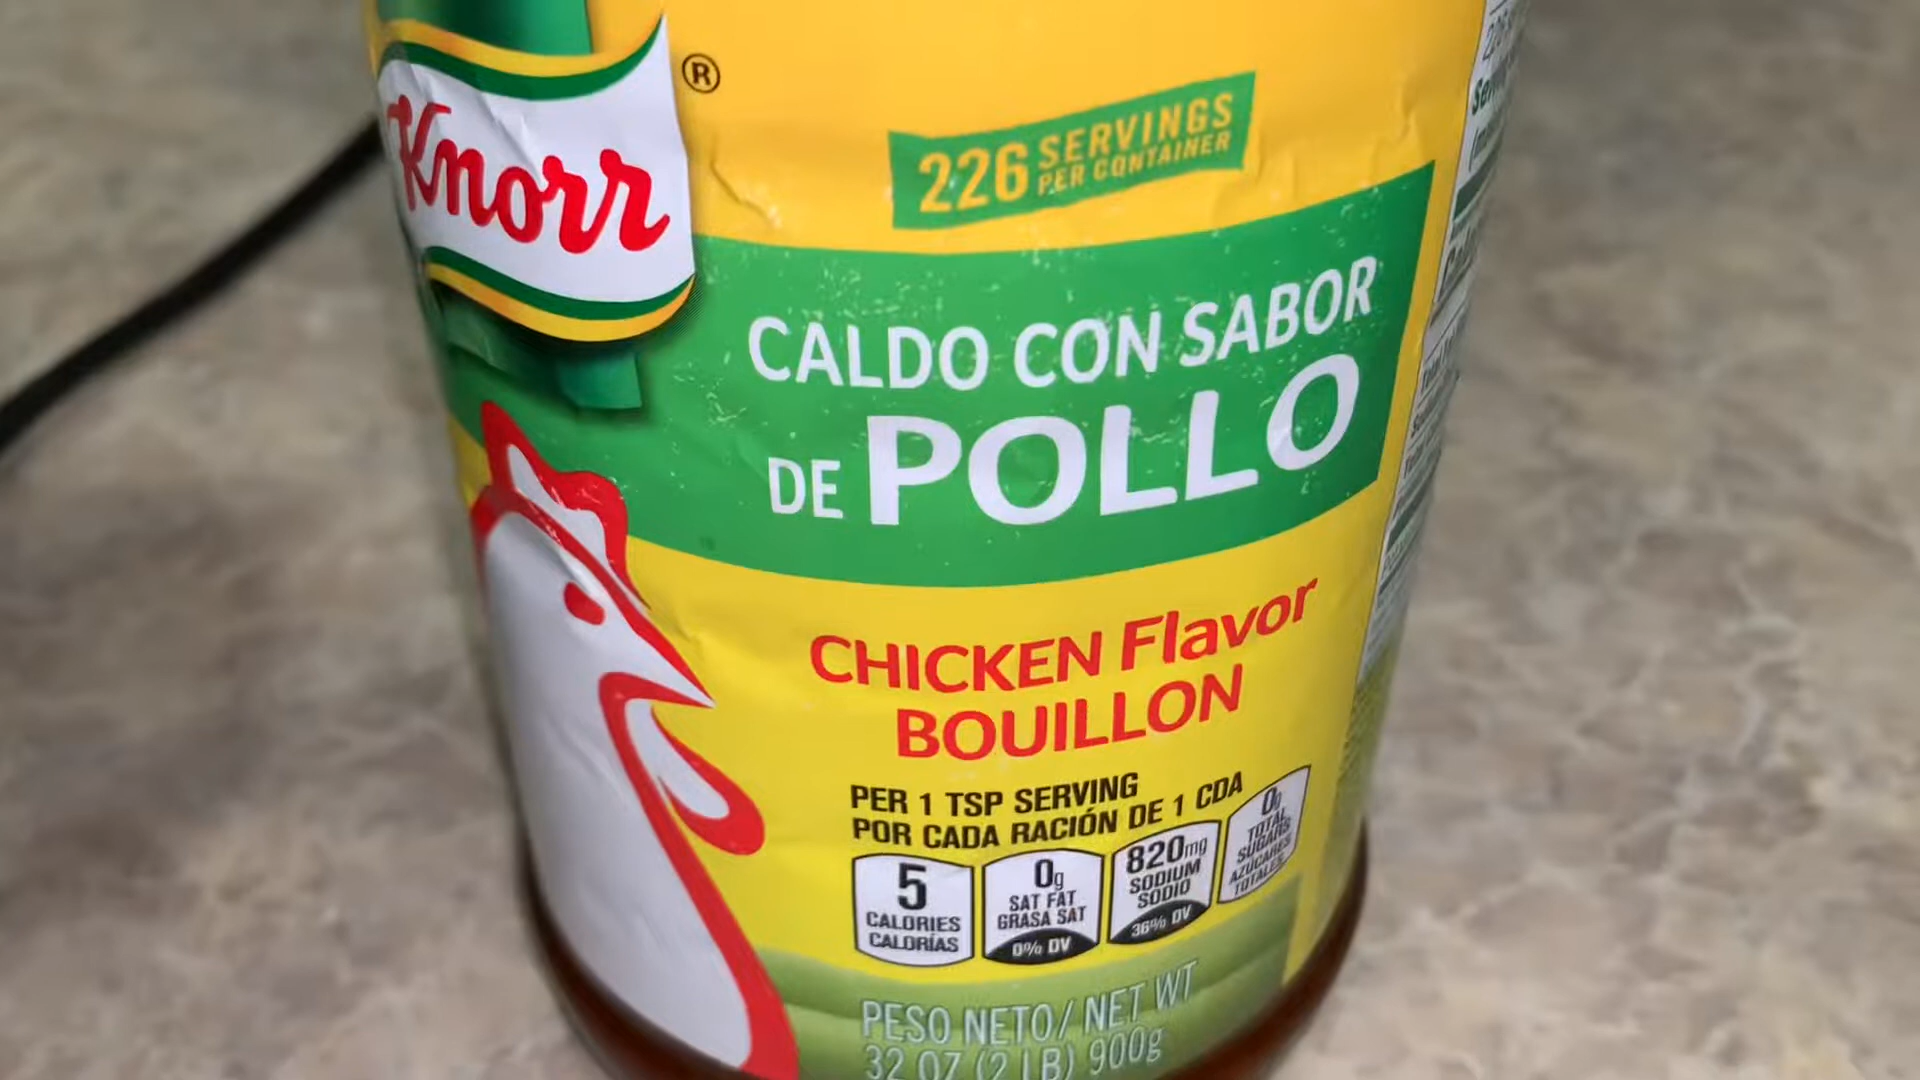 Knorr
®
226 SERVINGS
PER CONTAINER
CALDO CON SABOR
DE POLLO
CHICKEN Flavor
BOUILLON
PER 1 TSP SERVING
POR CADA RACIÓN DE 1 CDA
5
CALORIES
CALORÍAS
0g
SAT FAT
GRASA SAT
0% DV
820mg
SODIUM
SODIO
36% DV
0g
TOTAL
SUGARS
AZÚCARES
TOTALES
PESO NETO/ NET WT
32 OZ (2 LB) 900g